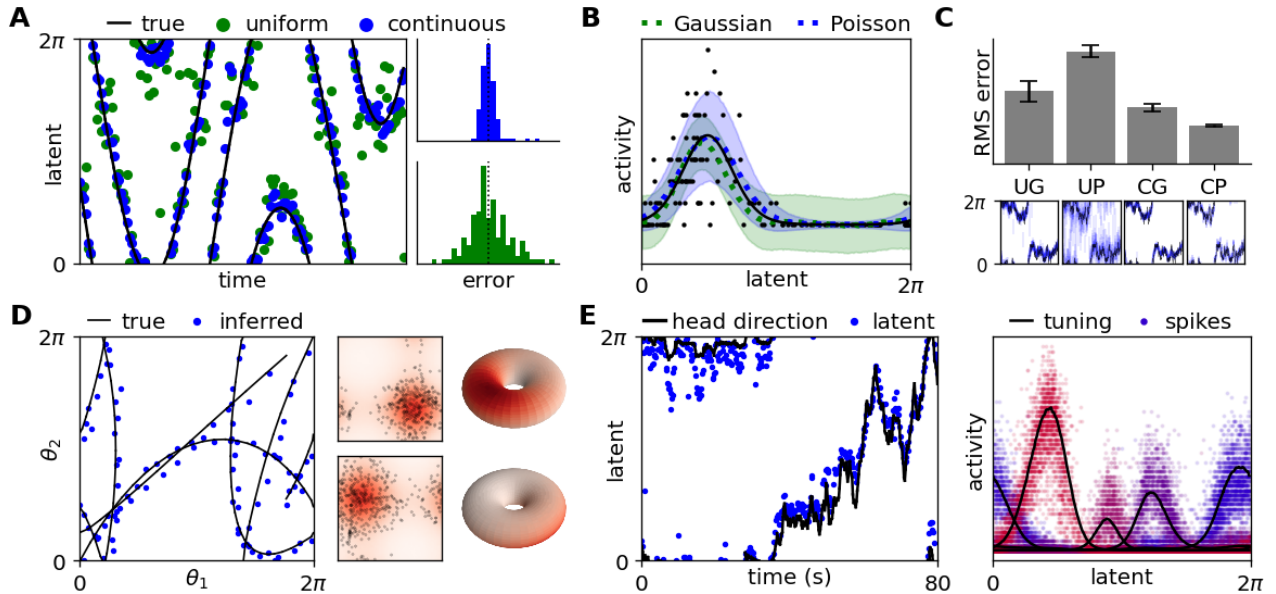 A
true uniform continuous
2π
latent
0
time
error
B
Gaussian Poisson
activity
0
latent
2π
C
RMS error
UG UP CG CP
2π
0
D
true inferred
2π
θ2
0
0
θ1
2π
E
head direction latent
2π
latent
0
0
time (s)
80
tuning spikes
activity
0
latent
2π